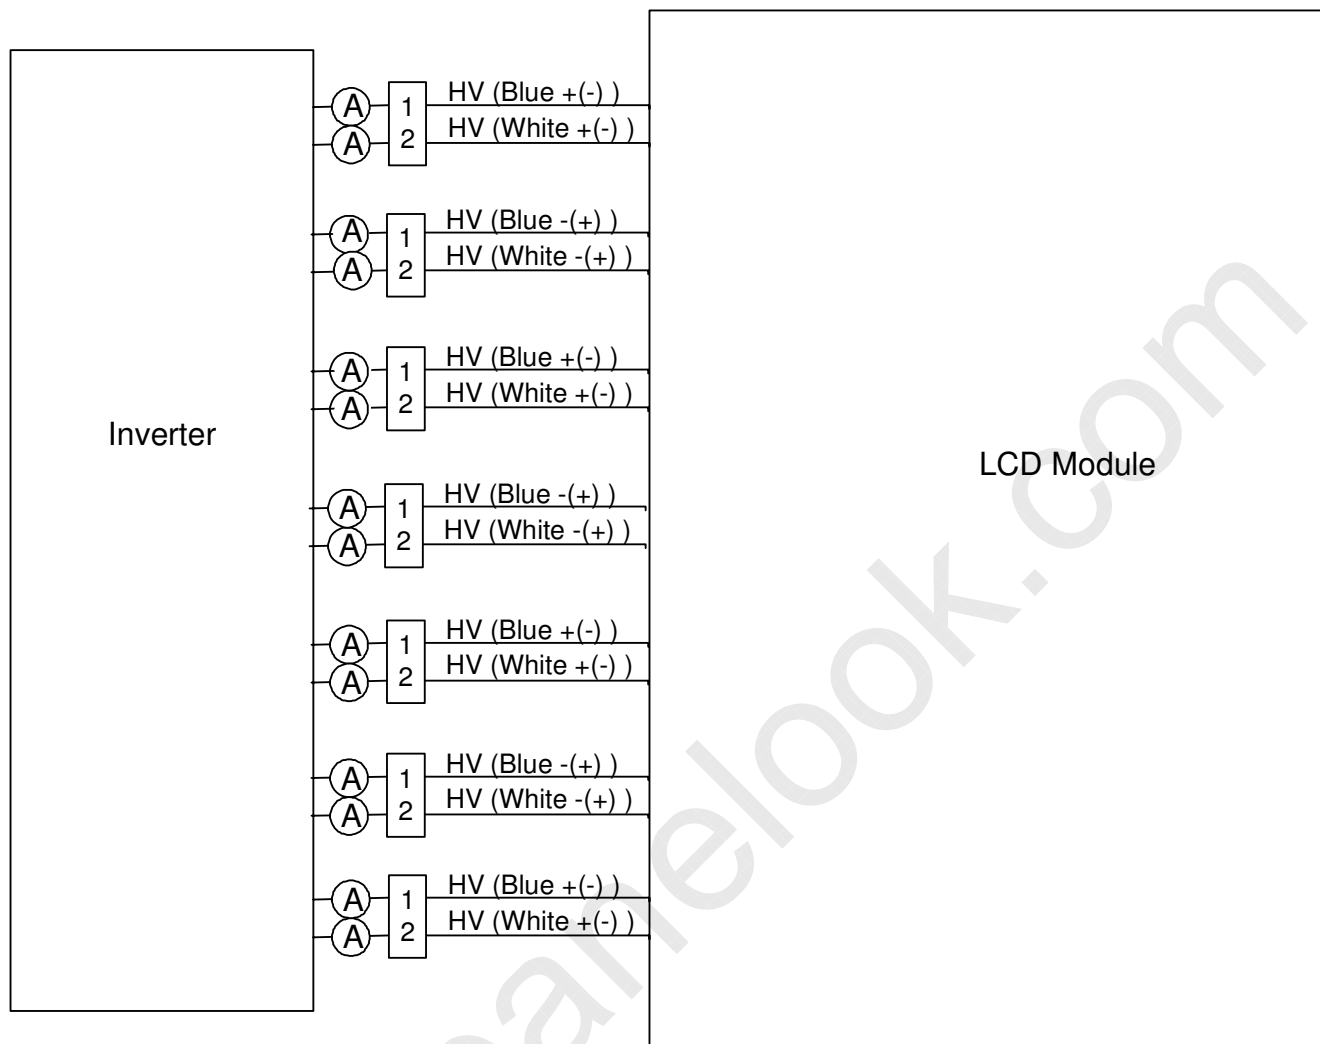 A 1 HV (Blue +(-) )
A 2 HV (White +(-) )
A 1 HV (Blue -(+) )
A 2 HV (White -(+) )
A 1 HV (Blue +(-) )
A 2 HV (White +(-) )
Inverter
LCD Module
A 1 HV (Blue -(+) )
A 2 HV (White -(+) )
A 1 HV (Blue +(-) )
A 2 HV (White +(-) )
A 1 HV (Blue -(+) )
A 2 HV (White -(+) )
A 1 HV (Blue +(-) )
A 2 HV (White +(-) )
anelook.com